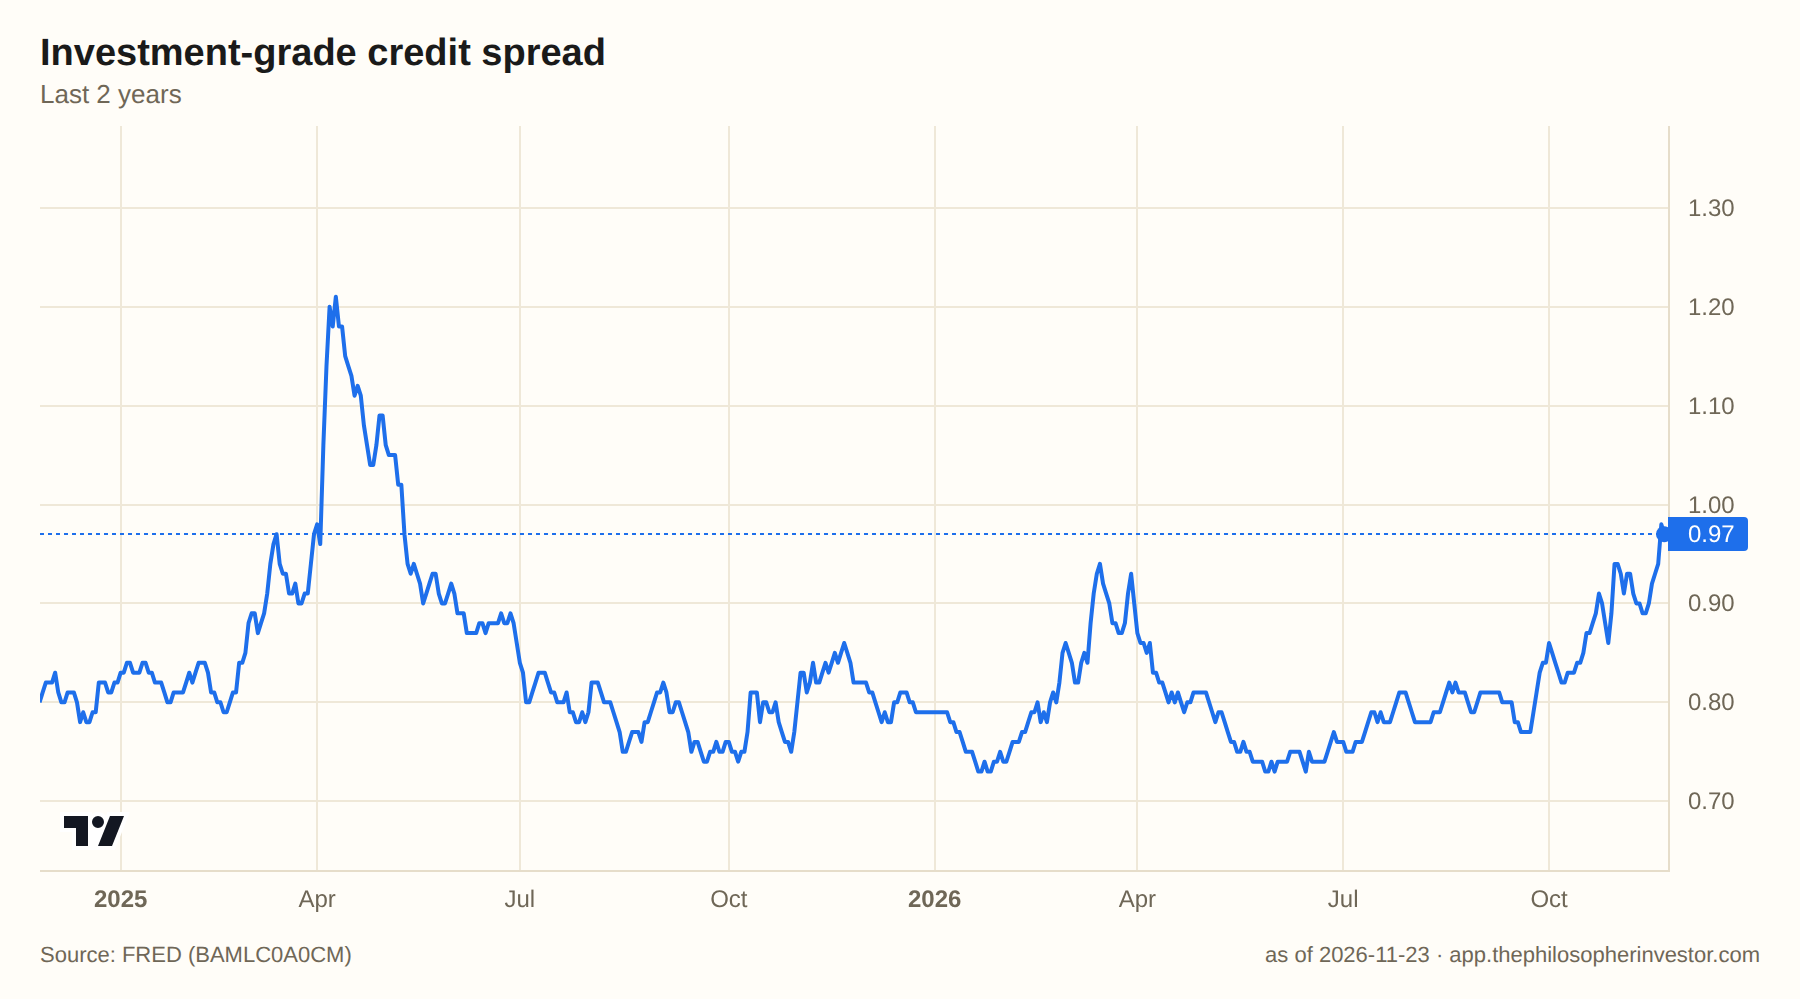 Investment-grade credit spread
Last 2 years
1.30
1.20
1.10
1.00
0.97
0.90
0.80
0.70
2025 Apr Jul Oct 2026 Apr Jul Oct
Source: FRED (BAMLC0A0CM)
as of 2026-11-23 · app.thephilosopherinvestor.com